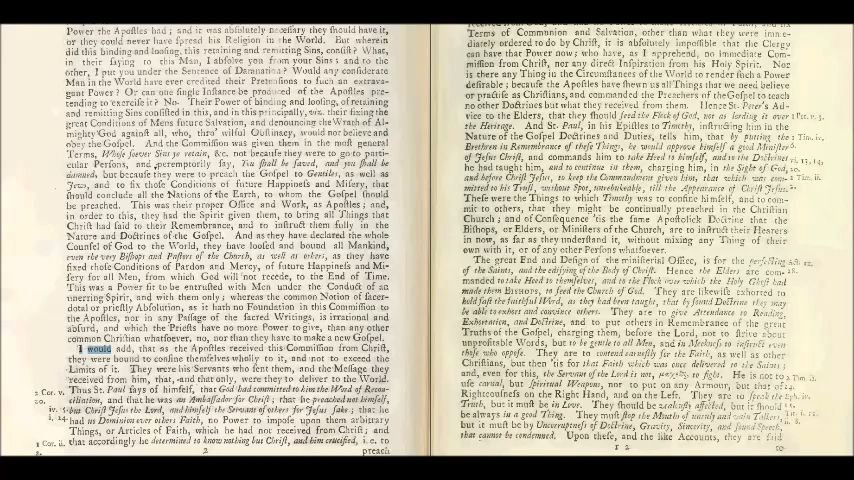 Power the Apostles had; and it was absolutely necessary they should have it,
or they could never have spread his Religion in the World. But wherein
did this binding and loosing, this retaining and remitting Sins, consist? What,
in their saying to this Man, I absolve you from your Sins; and to the
other, I put you under the Sentence of Damnation? Would any considerate
Man in the World have ever credited their Pretensions to such an extrava-
gant Power? Or can one single Instance be produced of the Apostles pre-
tending to exercise it? No. Their Power of binding and loosing, of retaining
and remitting Sins consisted in this, and in this principally, viz. their fixing the
great Conditions of Mens future Salvation, and denouncing the Wrath of Al-
mighty God against all, who, thro' wilful Obstinacy, would not believe and
obey the Gospel. And the Commission was given them in the most general
Terms, Whose soever Sins ye retain, &c. not because they were to go to parti-
cular Persons, and peremptorily say, You shall be saved, and you shall be
damned, but because they were to preach the Gospel to Gentiles, as well as
Jews, and to fix those Conditions of future Happiness and Misery, that
should conclude all the Nations of the Earth, to whom the Gospel should
be preached. This was their proper Office and Work, as Apostles; and,
in order to this, they had the Spirit given them, to bring all Things that
Christ had said to their Remembrance, and to instruct them fully in the
Nature and Doctrines of the Gospel. And as they have declared the whole
Counsel of God to the World, they have loosed and bound all Mankind,
even the very Bishops and Pastors of the Church, as well as others, as they have
fixed those Conditions of Pardon and Mercy, of future Happiness and Mi-
sery for all Men, from which God will not recede, to the End of Time.
This was a Power fit to be entrusted with Men under the Conduct of an
unerring Spirit, and with them only; whereas the common Notion of sacer-
dotal or priestly Absolution, as it hath no Foundation in this Commission to
the Apostles, nor in any Passage of the sacred Writings, is irrational and
absurd, and which the Priests have no more Power to give, than any other
common Christian whatsoever, no, nor than they have to make a new Gospel.
I would add, that as the Apostles received this Commission from Christ,
they were bound to confine themselves wholly to it, and not to exceed the
Limits of it. They were his Servants who sent them, and the Message they
received from him, that, and that only, were they to deliver to the World.
2 Cor. v. Thus St. Paul says of himself, that God had committed to him the Word of Recon-
20. ciliation, and that he was an Ambassador for Christ; that he preached not himself,
iv. 5. but Christ Jesus the Lord, and himself the Servant of others for Jesus sake; that he
i. 24. had no Dominion over others Faith, no Power to impose upon them arbitrary
Things, or Articles of Faith, which he had not received from Christ; and
1 Cor. ii. that accordingly he determined to know nothing but Christ, and him crucified, i.e. to
2 preach
Terms of Communion and Salvation, other than what they were imme-
diately ordered to do by Christ, it is absolutely impossible that the Clergy
can have that Power now; who have, as I apprehend, no immediate Com-
mission from Christ, nor any direct Inspiration from his Holy Spirit. Nor
is there any Thing in the Circumstances of the World to render such a Power
desirable; because the Apostles have shewn us all Things that we need believe
or practise as Christians, and commanded the Preachers of the Gospel to teach
no other Doctrines but what they received from them. Hence St. Peter's Ad-
vice to the Elders, that they should feed the Flock of God, not as lording it over 1 Pet. v. 3.
the Heritage. And St. Paul, in his Epistles to Timothy, instructing him in the
Nature of the Gospel Doctrines and Duties, tells him, that by putting the 1 Tim. iv.
Brethren in Remembrance of these Things, he would approve himself a good Minister 6.
of Jesus Christ, and commands him to take Heed to himself, and to the Doctrines
he had taught him, and to continue in them, charging him, in the Sight of God,
and before Christ Jesus, to keep the Commandment given him, that which was com-
mitted to his Trust, without Spot, unrebukeable, till the Appearance of Christ Jesus.
These were the Things which Timothy was to confine himself, and to com-
mit to others, that they might be continually preached in the Christian
Church; and of Consequence 'tis the same Apostolick Doctrine that the
Bishops, or Elders, or Ministers of the Church, are to instruct their Hearers
in now, as far as they understand it, without mixing any Thing of their
own with it, or of any other Persons whatsoever.
The great End and Design of the ministerial Office, is for the perfecting
of the Saints, and the edifying of the Body of Christ. Hence the Elders are com-
manded to take Heed to themselves, and to the Flock over which the Holy Ghost had
made them Bishops, to feed the Church of God. They are likewise exhorted to
hold fast the faithful Word, as they had been taught, that by sound Doctrine they may
be able to exhort and convince others. They are to give Attendance to Reading,
Exhortation, and Doctrine, and to put others in Remembrance of the great
Truths of the Gospel, charging them, before the Lord, not to strive about
unprofitable Words, but to be gentle to all Men, and in Meekness to instruct even
those who oppose. They are to contend earnestly for the Faith, as well as other
Christians, but then 'tis for that Faith which was once delivered to the Saints;
and, even for this, the Servant of the Lord is not to fight. He is not to
use carnal, but Spiritual Weapons, nor to put on any Armour, but that of
Righteousness on the Right Hand, and on the Left. They are to speak the
Truth, but it must be in Love. They should be zealously affected, but it should
be always in a good Thing. They must stop the Mouths of unruly and vain Talkers,
but it must be by Uncorruptness of Doctrine, Gravity, Sincerity, and sound Speech,
that cannot be condemned. Upon these, and the like Accounts, they are said
1 2 to